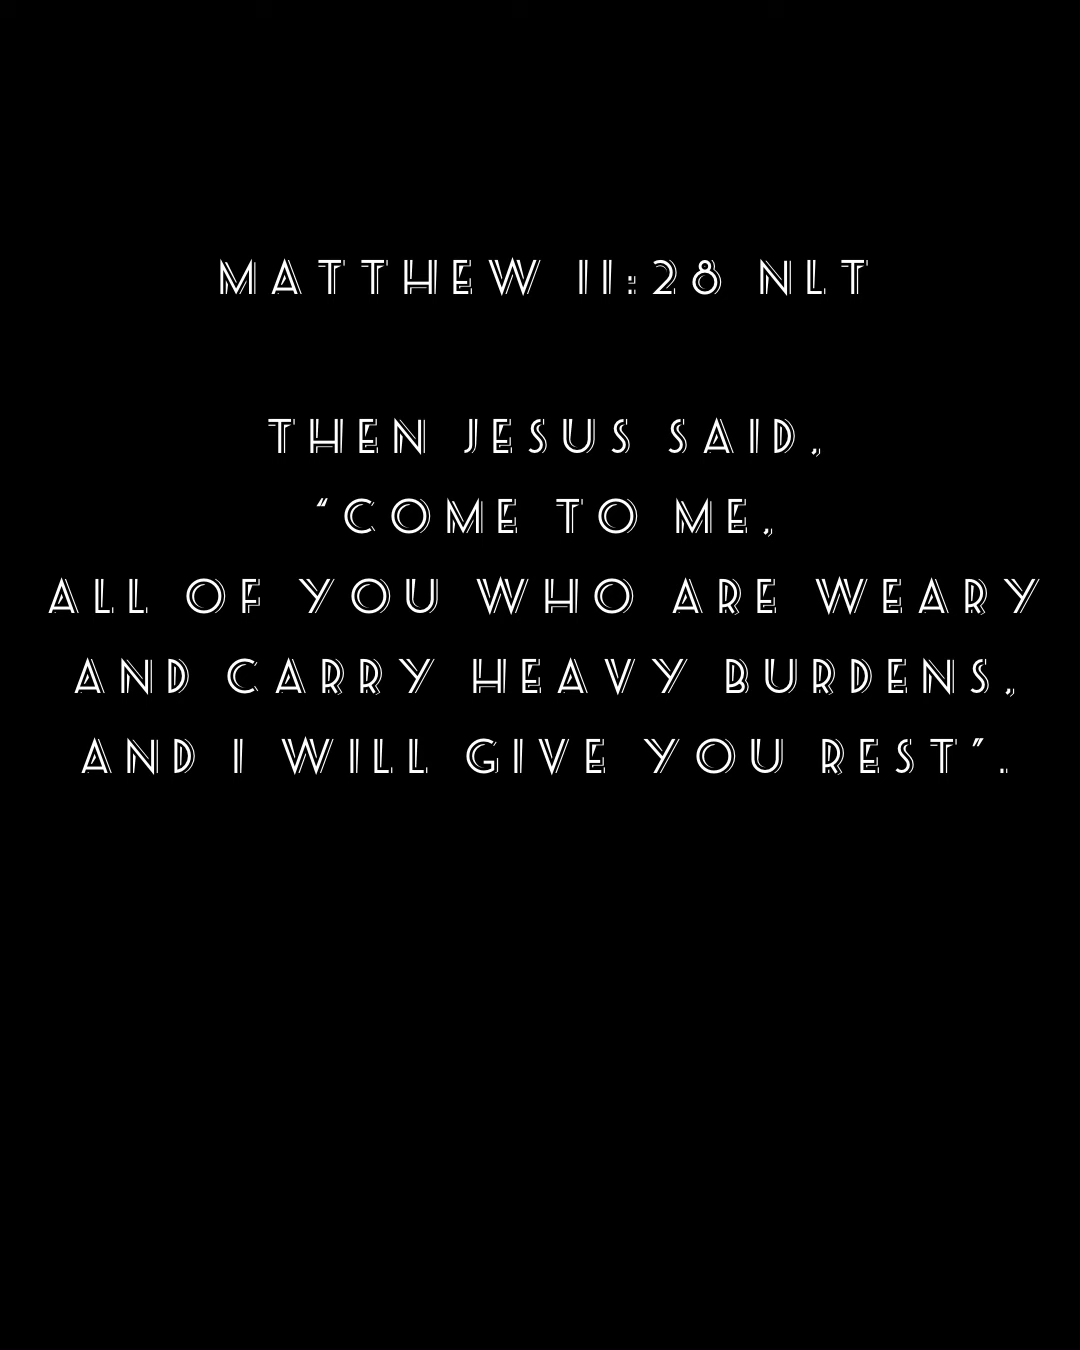 MATTHEW 11:28 NLT
THEN JESUS SAID,
“COME TO ME,
ALL OF YOU WHO ARE WEARY
AND CARRY HEAVY BURDENS,
AND I WILL GIVE YOU REST”.